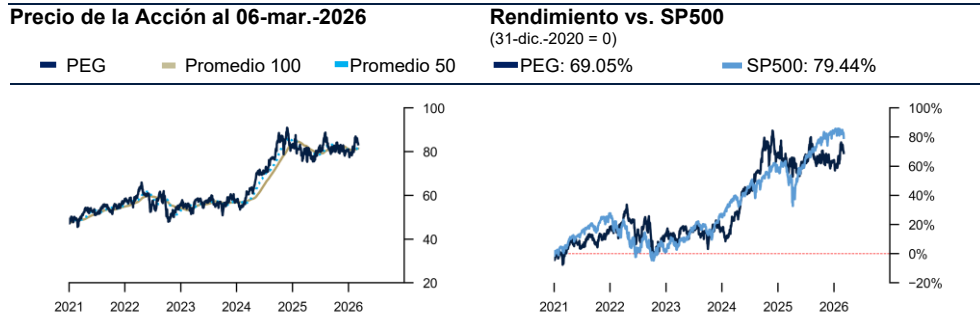 Precio de la Acción al 06-mar.-2026
PEG Promedio 100 Promedio 50
100
80
60
40
20
2021 2022 2023 2024 2025 2026
Rendimiento vs. SP500
(31-dic.-2020 = 0)
PEG: 69.05% SP500: 79.44%
100%
80%
60%
40%
20%
0%
−20%
2021 2022 2023 2024 2025 2026